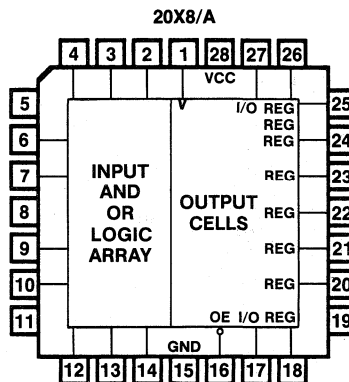 20X8/A
4 3 2 1 28 27 26
VCC
5 V I/O REG 25
REG
6 REG 24
7 INPUT AND OR LOGIC ARRAY OUTPUT CELLS REG 23
8 REG 22
9 REG 21
10 REG 20
11 OE I/O REG 19
GND
12 13 14 15 16 17 18